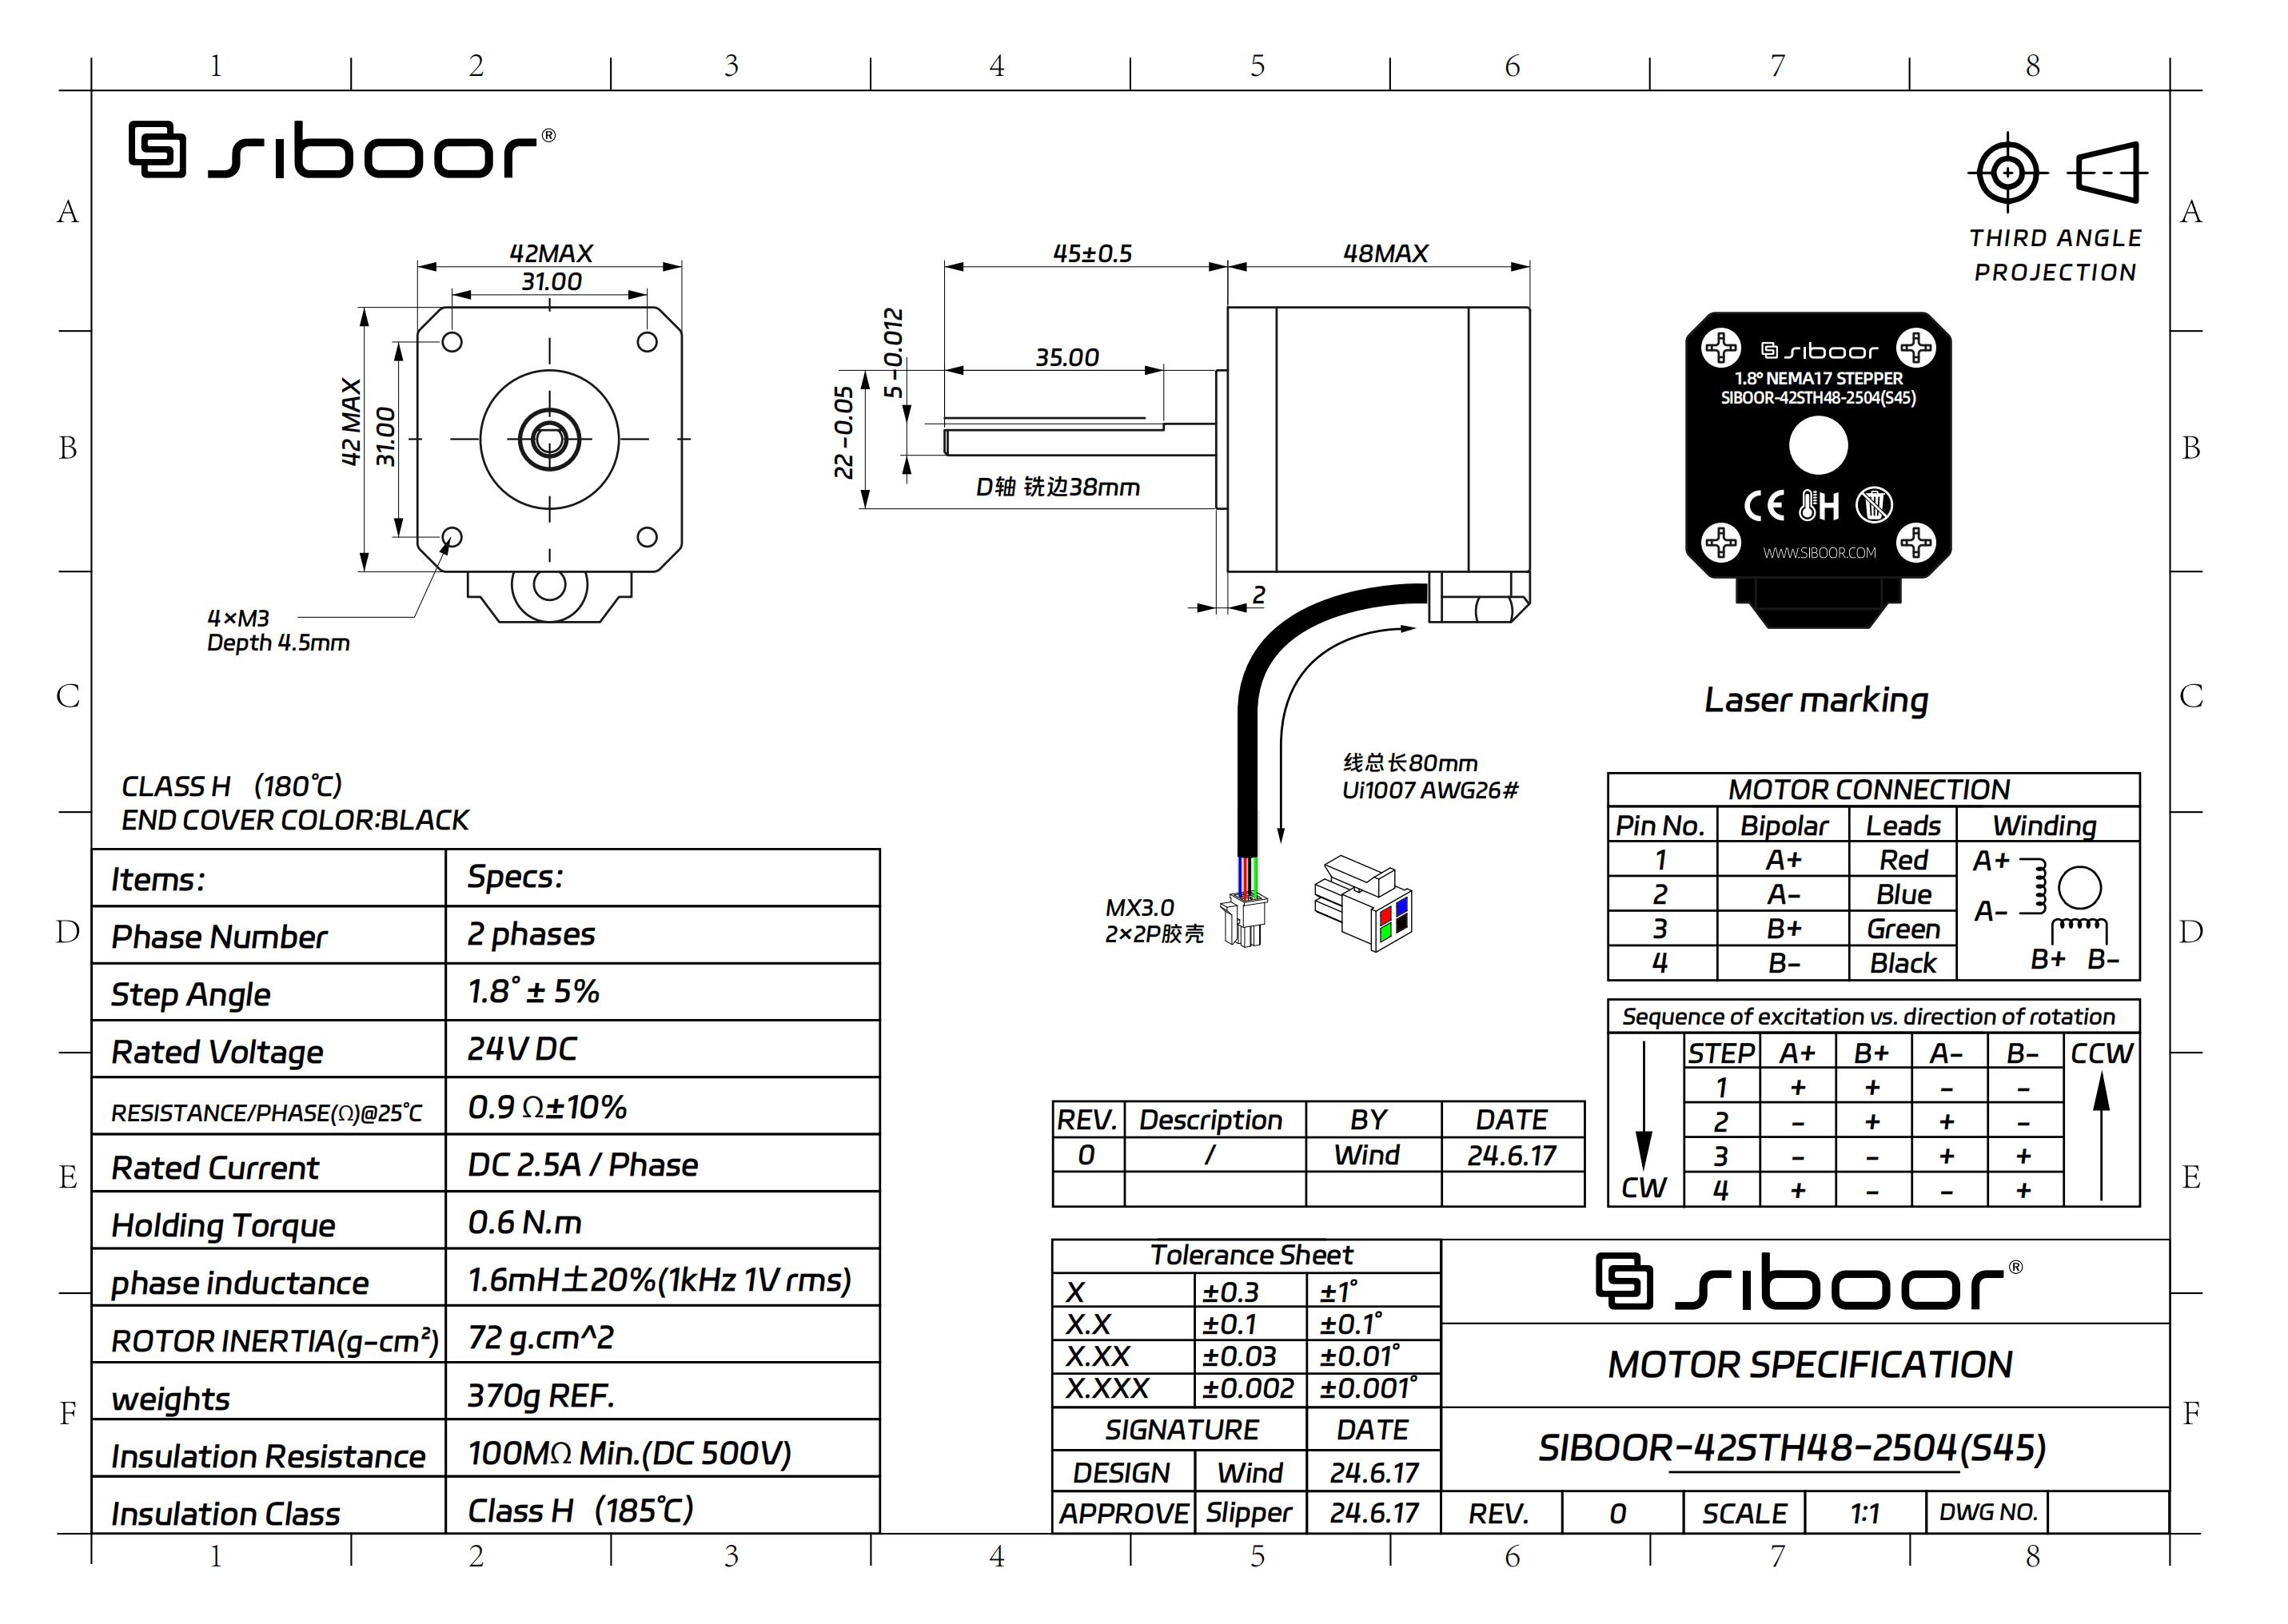 1 2 3 4 5 6 7 8
A
B
C
D
E
F
siboor®
THIRD ANGLE
PROJECTION
42MAX
31.00
42 MAX
31.00
4×M3
Depth 4.5mm
45±0.5
48MAX
35.00
5 -0.012
22 -0.05
D轴 铣边38mm
2
siboor
1.8° NEMA17 STEPPER
SIBOOR-42STH48-2504(S45)
CE H
WWW.SIBOOR.COM
Laser marking
线总长80mm
Ui1007 AWG26#
MX3.0
2×2P胶壳
CLASS H (180°C)
END COVER COLOR:BLACK
Items: Specs:
Phase Number 2 phases
Step Angle 1.8° ± 5%
Rated Voltage 24V DC
RESISTANCE/PHASE(Ω)@25°C 0.9 Ω±10%
Rated Current DC 2.5A / Phase
Holding Torque 0.6 N.m
phase inductance 1.6mH土20%(1kHz 1V rms)
ROTOR INERTIA(g-cm²) 72 g.cm^2
weights 370g REF.
Insulation Resistance 100MΩ Min.(DC 500V)
Insulation Class Class H (185°C)
MOTOR CONNECTION
Pin No. Bipolar Leads Winding
1 A+ Red
2 A- Blue
3 B+ Green
4 B- Black
A+
A-
B+ B-
Sequence of excitation vs. direction of rotation
STEP A+ B+ A- B- CCW
1 + + - -
2 - + + -
3 - - + +
CW 4 + - - +
REV. Description BY DATE
0 / Wind 24.6.17
Tolerance Sheet
X ±0.3 ±1°
X.X ±0.1 ±0.1°
X.XX ±0.03 ±0.01°
X.XXX ±0.002 ±0.001°
SIGNATURE DATE
DESIGN Wind 24.6.17
APPROVE Slipper 24.6.17
siboor®
MOTOR SPECIFICATION
SIBOOR-42STH48-2504(S45)
REV. 0 SCALE 1:1 DWG NO.
A
B
C
D
E
F
1 2 3 4 5 6 7 8